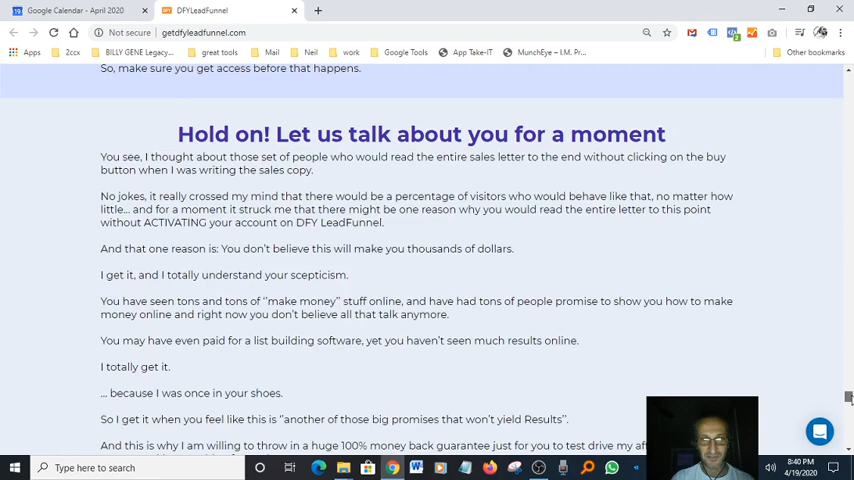 Google Calendar - April 2020
DFYLeadFunnel.com
Not secure
getdfyleadfunnel.com
Apps
2ccx
BILLY GENE Legacy...
great tools
Mail
Neil
work
Google Tools
App Take-IT
MunchEye – I.M. Pr...
Other bookmarks
So, make sure you get access before that happens.
Hold on! Let us talk about you for a moment
You see, I thought about those set of people who would read the entire sales letter to the end without clicking on the buy
button when I was writing the sales copy.
No jokes, it really crossed my mind that there would be a percentage of visitors who would behave like that, no matter how
little... and for a moment it struck me that there might be one reason why you would read the entire letter to this point
without ACTIVATING your account on DFY LeadFunnel.
And that one reason is: You don't believe this will make you thousands of dollars.
I get it, and I totally understand your scepticism.
You have seen tons and tons of "make money" stuff online, and have had tons of people promise to show you how to make
money online and right now you don't believe all that talk anymore.
You may have even paid for a list building software, yet you haven't seen much results online.
I totally get it.
... because I was once in your shoes.
So I get it when you feel like this is "another of those big promises that won't yield Results".
And this is why I am willing to throw in a huge 100% money back guarantee just for you to test drive my
Type here to search
8:40 PM
4/19/2020